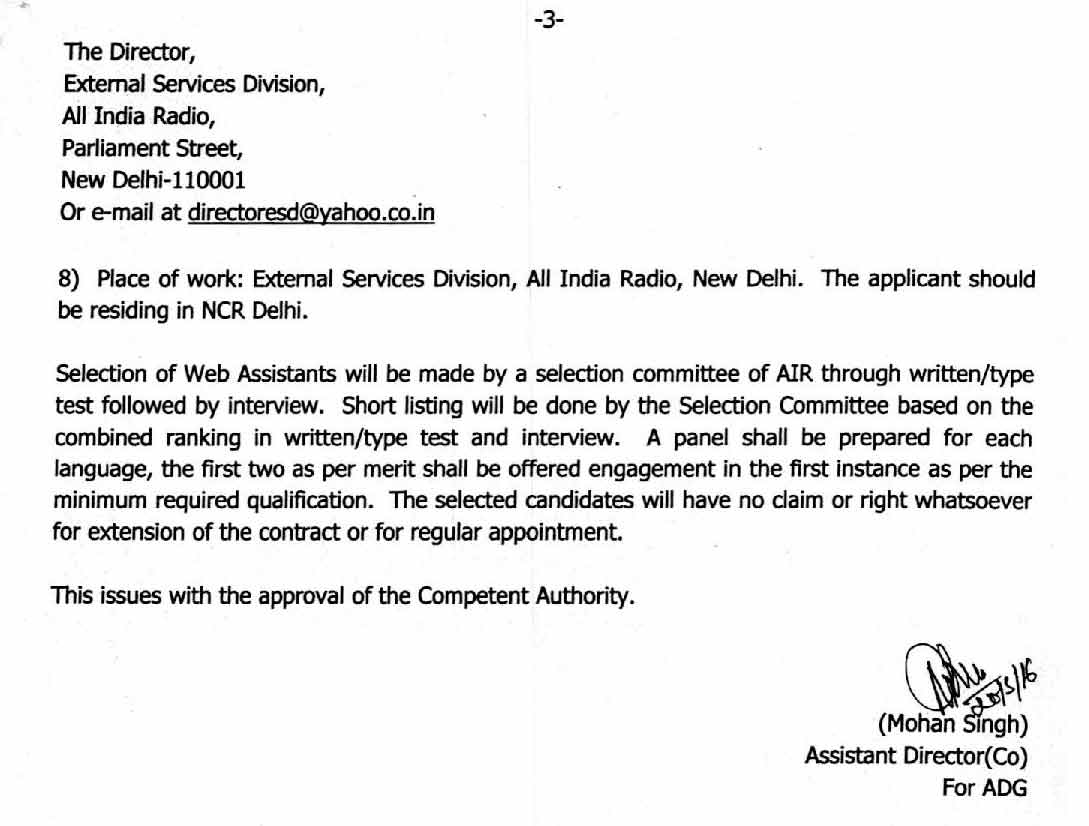 -3-
The Director,
External Services Division,
All India Radio,
Parliament Street,
New Delhi-110001
Or e-mail at directoresd@yahoo.co.in
8) Place of work: External Services Division, All India Radio, New Delhi. The applicant should
be residing in NCR Delhi.
Selection of Web Assistants will be made by a selection committee of AIR through written/type
test followed by interview. Short listing will be done by the Selection Committee based on the
combined ranking in written/type test and interview. A panel shall be prepared for each
language, the first two as per merit shall be offered engagement in the first instance as per the
minimum required qualification. The selected candidates will have no claim or right whatsoever
for extension of the contract or for regular appointment.
This issues with the approval of the Competent Authority.
(Mohan Singh)
Assistant Director(Co)
For ADG